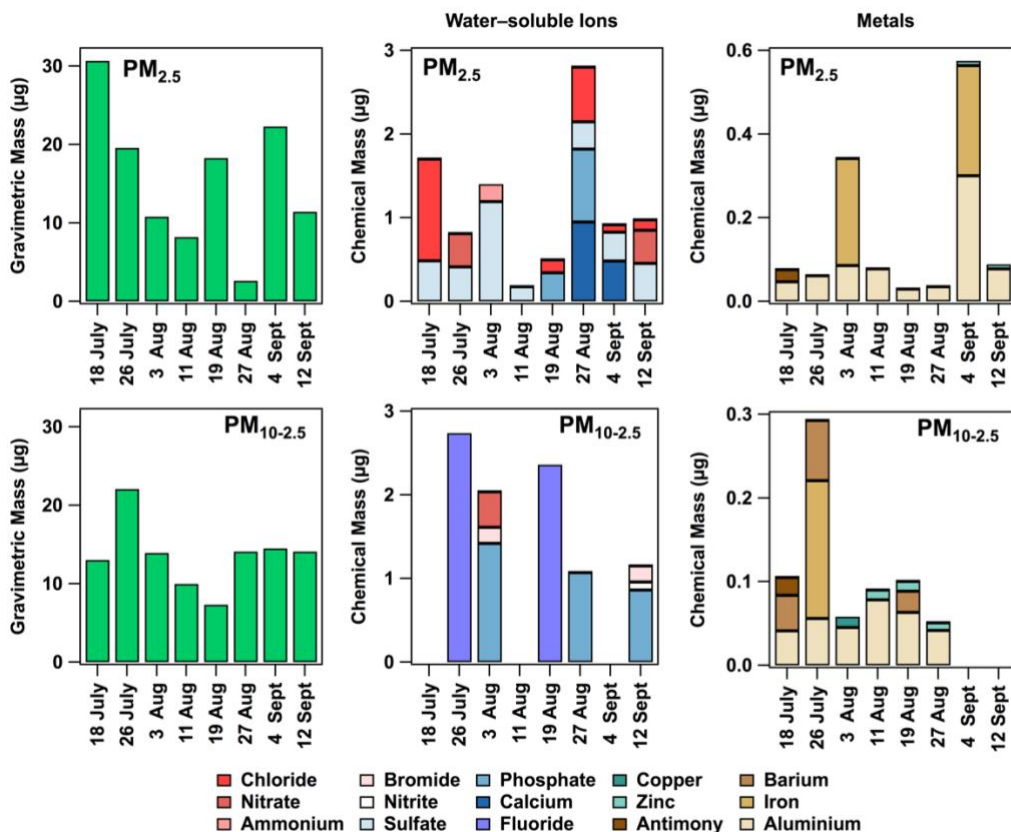 Water–soluble Ions
Metals
Gravimetric Mass (µg)
30
20
10
0
PM2.5
18 July
26 July
3 Aug
11 Aug
19 Aug
27 Aug
4 Sept
12 Sept
Chemical Mass (µg)
3
2
1
0
PM2.5
18 July
26 July
3 Aug
11 Aug
19 Aug
27 Aug
4 Sept
12 Sept
Chemical Mass (µg)
0.6
0.4
0.2
0.0
PM2.5
18 July
26 July
3 Aug
11 Aug
19 Aug
27 Aug
4 Sept
12 Sept
Gravimetric Mass (µg)
30
20
10
0
PM10-2.5
18 July
26 July
3 Aug
11 Aug
19 Aug
27 Aug
4 Sept
12 Sept
Chemical Mass (µg)
3
2
1
0
PM10-2.5
18 July
26 July
3 Aug
11 Aug
19 Aug
27 Aug
4 Sept
12 Sept
Chemical Mass (µg)
0.3
0.2
0.1
0.0
PM10-2.5
18 July
26 July
3 Aug
11 Aug
19 Aug
27 Aug
4 Sept
12 Sept
Chloride Bromide Phosphate Copper Barium
Nitrate Nitrite Calcium Zinc Iron
Ammonium Sulfate Fluoride Antimony Aluminium